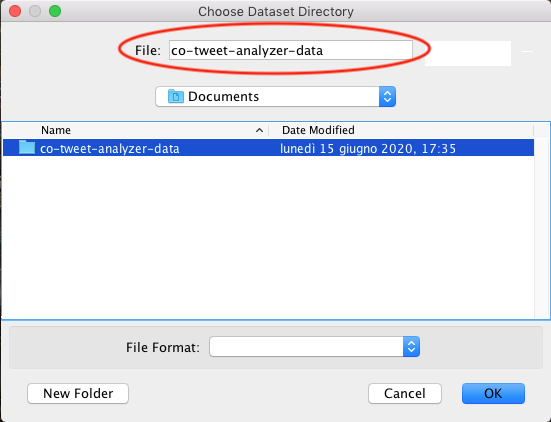 Choose Dataset Directory
File: co-tweet-analyzer-data
Documents
Name Date Modified
co-tweet-analyzer-data lunedì 15 giugno 2020, 17:35
File Format:
New Folder Cancel OK